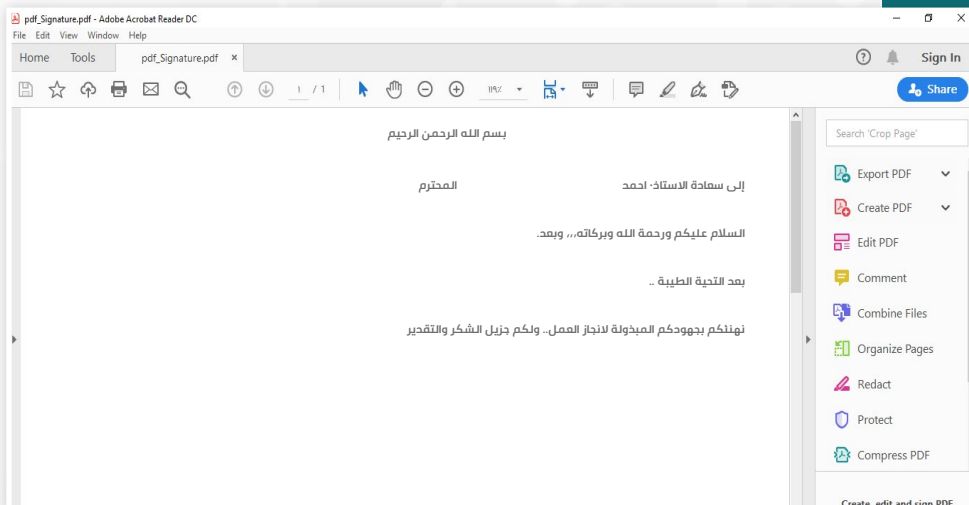 pdf_Signature.pdf - Adobe Acrobat Reader DC
File Edit View Window Help
Home Tools pdf_Signature.pdf × Sign In
١ / 1 ١١٩٪ Share
بسم الله الرحمن الرحيم
إلى سعادة الاستاذ- احمد المحترم
السلام عليكم ورحمة الله وبركاته،،، وبعد.
بعد التحية الطيبة ..
نهنئكم بجهودكم المبذولة لانجاز العمل.. ولكم جزيل الشكر والتقدير
Search 'Crop Page'
Export PDF
Create PDF
Edit PDF
Comment
Combine Files
Organize Pages
Redact
Protect
Compress PDF
Create, edit and sign PDF